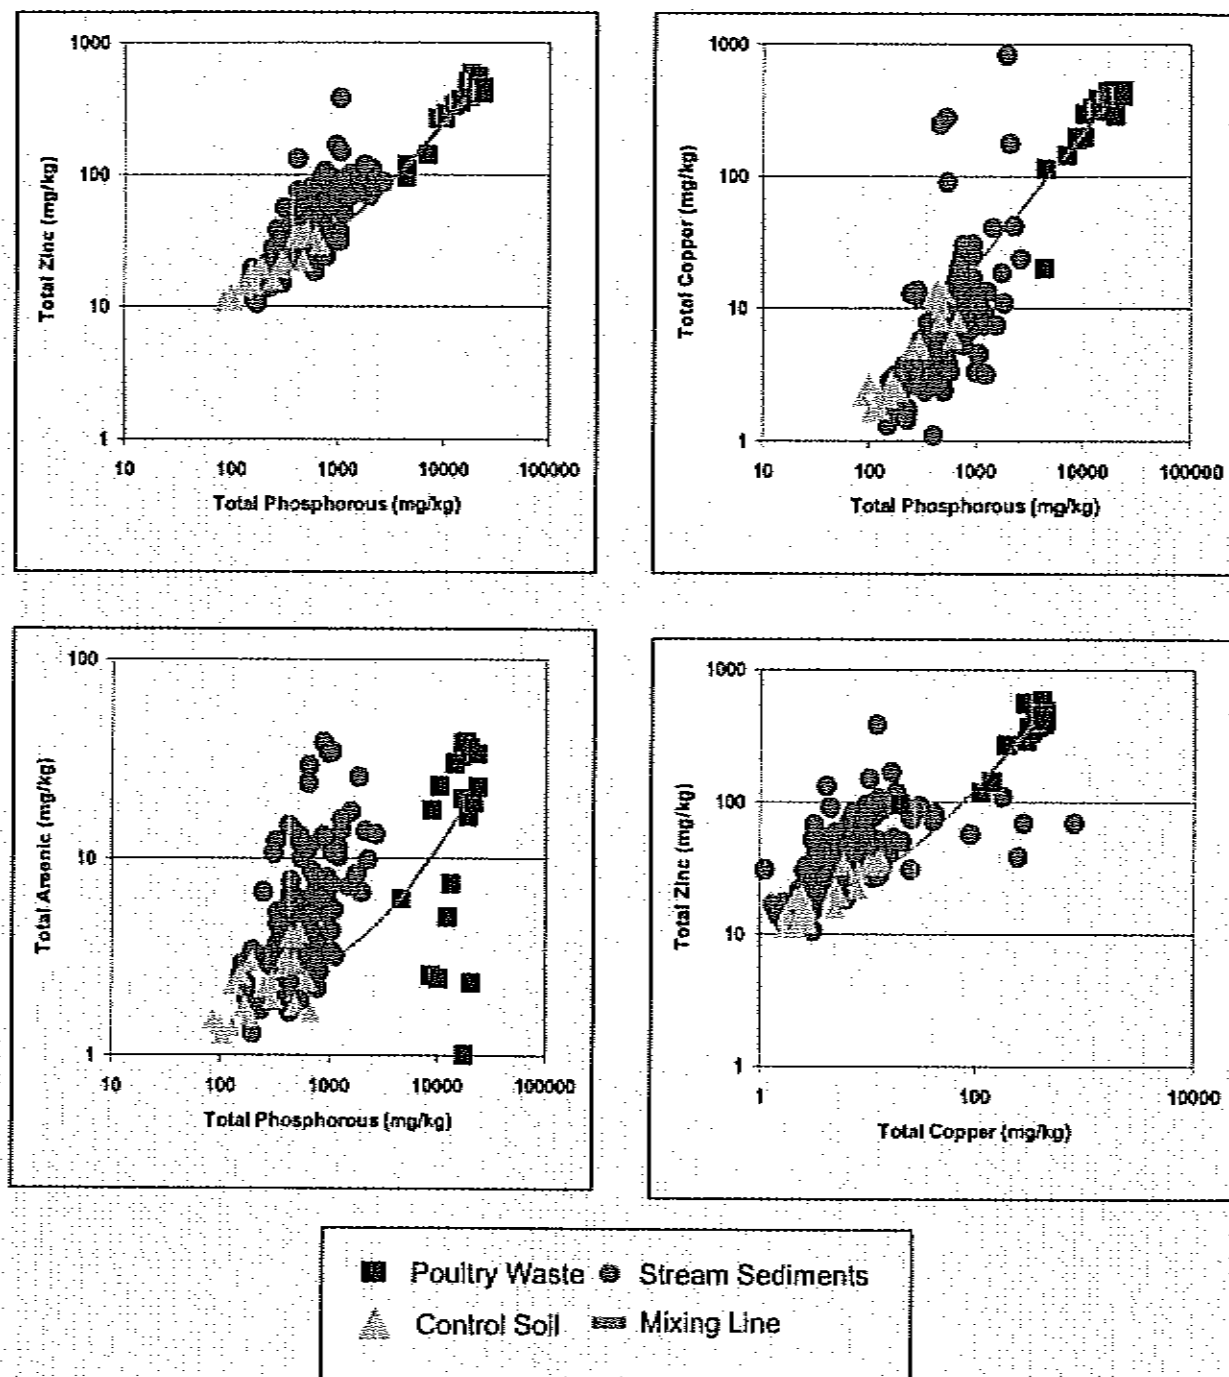 1000
100
10
1
Total Zinc (mg/kg)
10 100 1000 10000 100000
Total Phosphorous (mg/kg)
1000
100
10
1
Total Copper (mg/kg)
10 100 1000 10000 100000
Total Phosphorous (mg/kg)
100
10
1
Total Arsenic (mg/kg)
10 100 1000 10000 100000
Total Phosphorous (mg/kg)
1000
100
10
1
Total Zinc (mg/kg)
1 100 10000
Total Copper (mg/kg)
Poultry Waste Stream Sediments
Control Soil Mixing Line